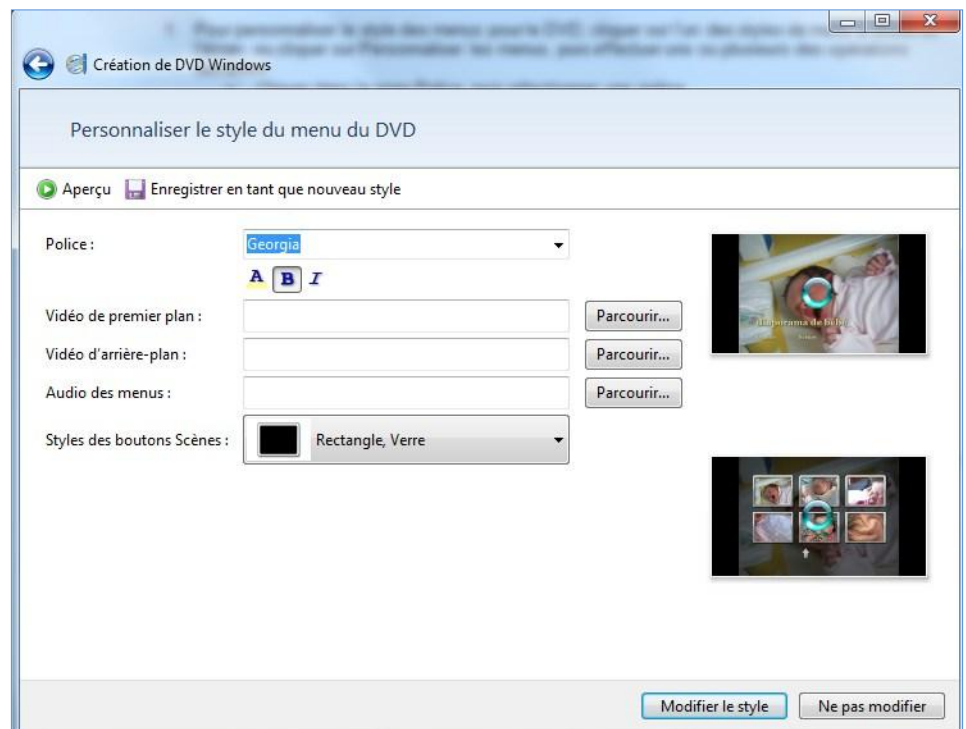 Création de DVD Windows
Personnaliser le style du menu du DVD
Aperçu Enregistrer en tant que nouveau style
Police : Georgia
A B I
Vidéo de premier plan : Parcourir...
Vidéo d'arrière-plan : Parcourir...
Audio des menus : Parcourir...
Styles des boutons Scènes : Rectangle, Verre
Modifier le style Ne pas modifier